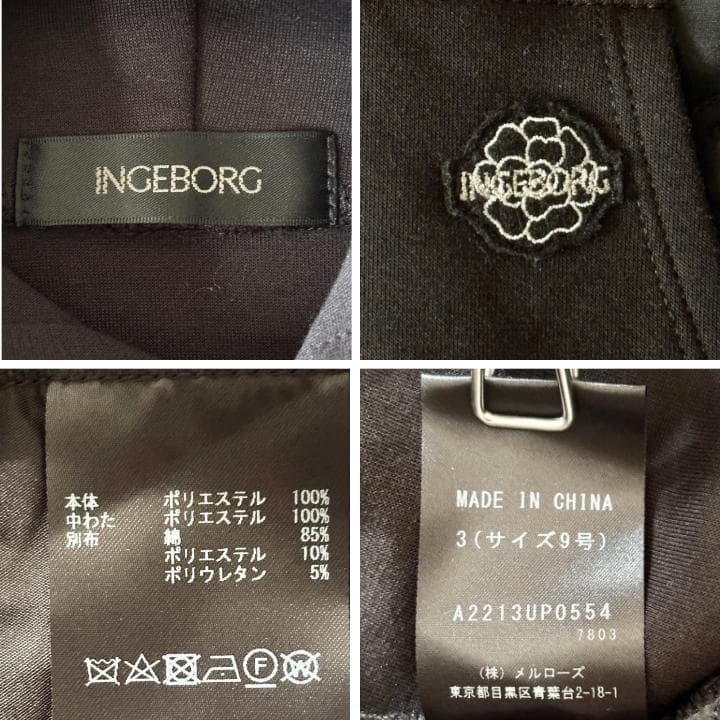 INGEBORG
INGEBORG
本体 ポリエステル 100%
中わた ポリエステル 100%
別布 綿 85%
ポリエステル 10%
ポリウレタン 5%
F W
MADE IN CHINA
3(サイズ9号)
A2213UP0554
7803
(株) メルローズ
東京都目黒区青葉台2-18-1